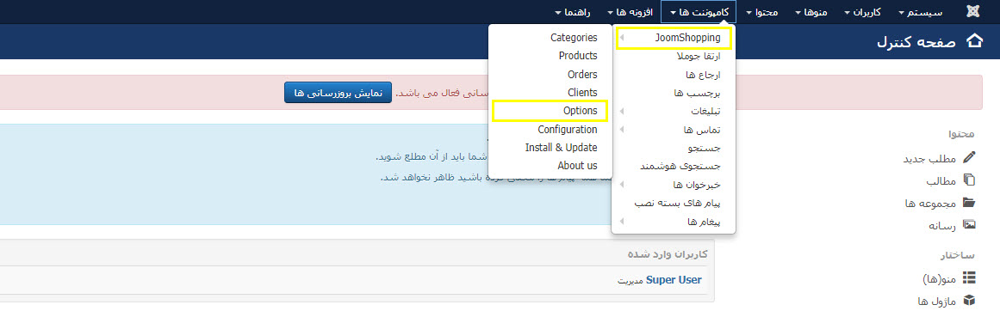 سیستم کاربران منوها محتوا کامپوننت ها افزونه ها راهنما
صفحه کنترل
JoomShopping
ارتقا جوملا
ارجاع ها
برچسب ها
تبلیغات
تماس ها
جستجو
جستجوی هوشمند
خبرخوان ها
پیام های بسته نصب
پیغام ها
Categories
Products
Orders
Clients
Options
Configuration
Install & Update
About us
سانی فعال می باشد. نمایش بروزرسانی ها
شما باید از آن مطلع شوید.
باشید ظاهر نخواهد شد.
محتوا
مطلب جدید
مطالب
مجموعه ها
رسانه
ساختار
منو(ها)
ماژول ها
کاربران وارد شده
Super User مدیریت